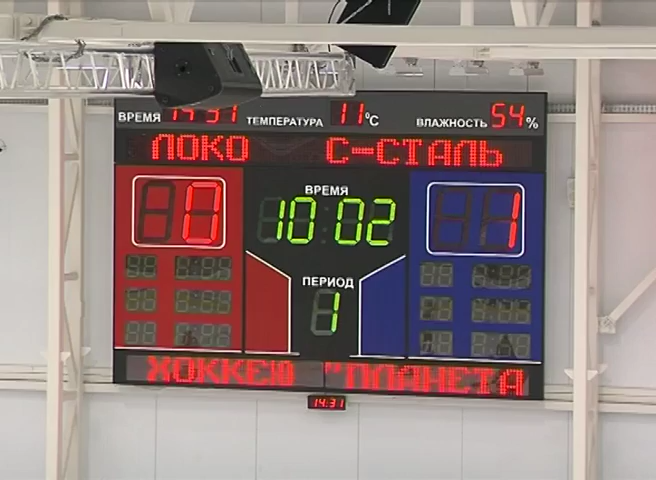 ВРЕМЯ 14 31 ТЕМПЕРАТУРА 11°C ВЛАЖНОСТЬ 54%
ЛОКО С-СТАЛЬ
0 ВРЕМЯ 1
10 02
ПЕРИОД
1
ХОККЕЮ "ПЛАНЕТА
14:31